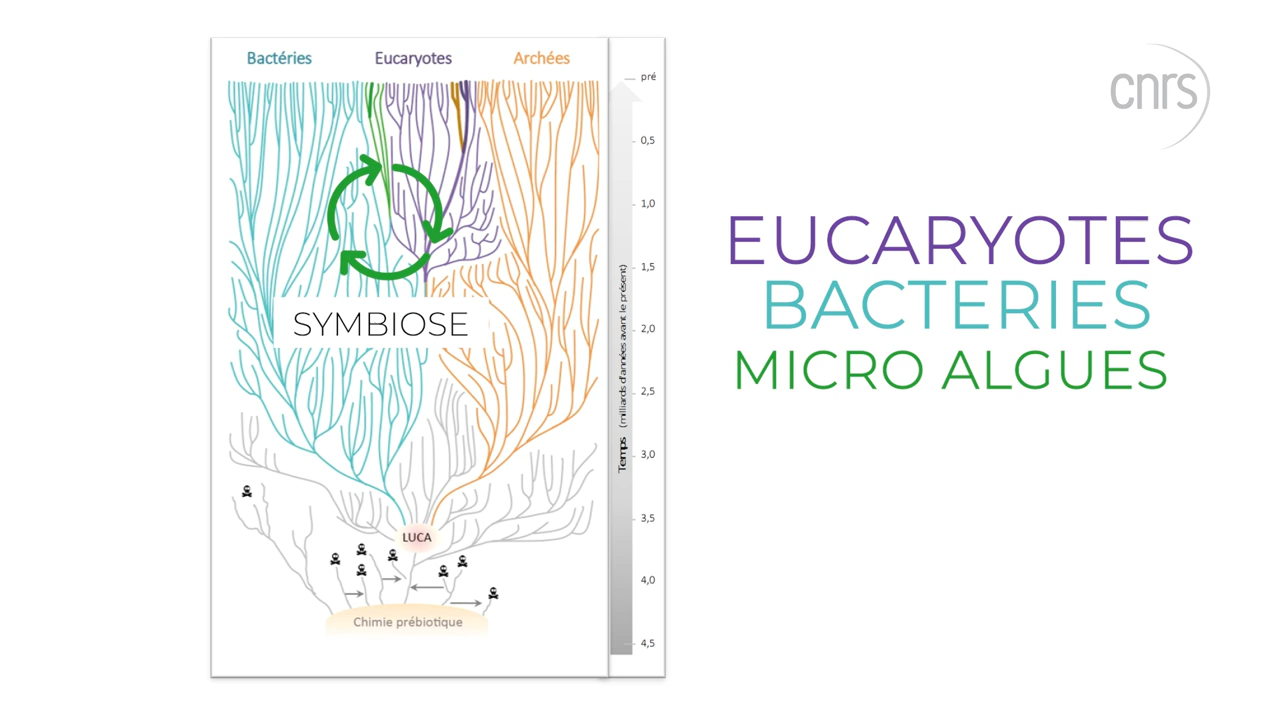 Bactéries Eucaryotes Archées
pré
0,5
1,0
1,5
2,0
2,5
3,0
3,5
4,0
4,5
Temps (milliards d'années avant le présent)
SYMBIOSE
LUCA
Chimie prébiotique
cnrs
EUCARYOTES
BACTERIES
MICRO ALGUES